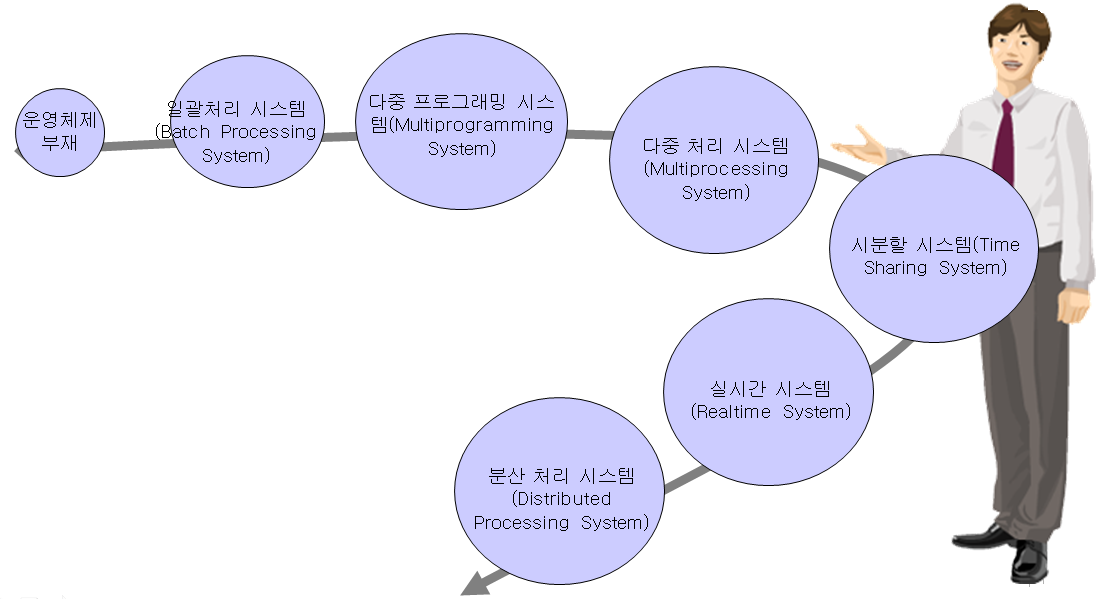 운영체제
부재
일괄처리 시스템
(Batch Processing
System)
다중 프로그래밍 시스
템(Multiprogramming
System)
다중 처리 시스템
(Multiprocessing
System)
시분할 시스템(Time
Sharing System)
실시간 시스템
(Realtime System)
분산 처리 시스템
(Distributed
Processing System)